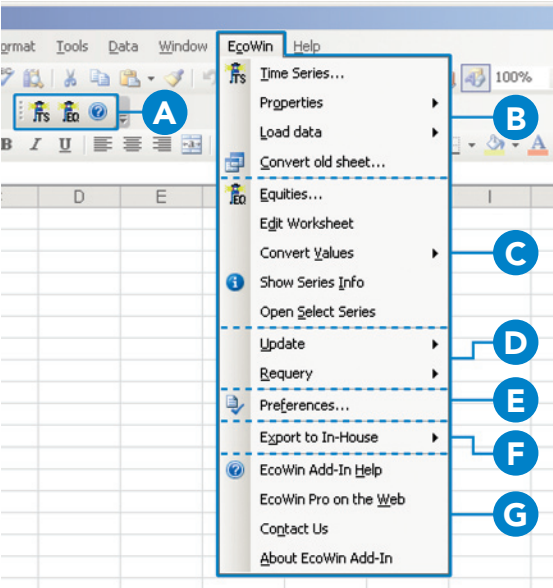 ormat Tools Data Window EcoWin Help
Time Series... 100%
A
Properties
B
Load data
B I U A
Convert old sheet...
D E I
Equities...
Edit Worksheet
Convert Values
C
Show Series Info
Open Select Series
Update
D
Requery
E
Preferences...
Export to In-House
F
EcoWin Add-In Help
EcoWin Pro on the Web
G
Contact Us
About EcoWin Add-In